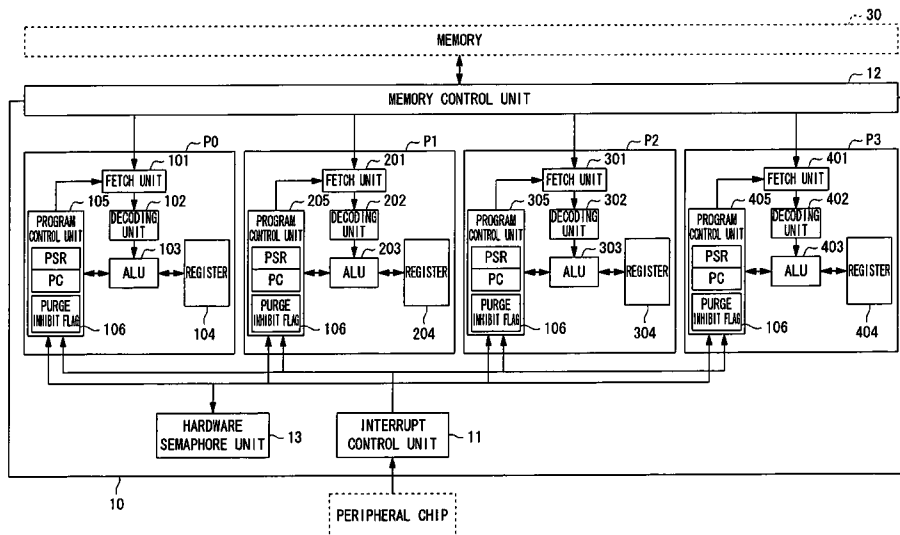 30
MEMORY
12
MEMORY CONTROL UNIT
P0
P1
P2
P3
101
FETCH UNIT
105
102
PROGRAM
CONTROL UNIT
DECODING
UNIT
103
PSR
PC
ALU
REGISTER
PURGE
INHIBIT FLAG
106
104
201
FETCH UNIT
205
202
PROGRAM
CONTROL UNIT
DECODING
UNIT
203
PSR
PC
ALU
REGISTER
PURGE
INHIBIT FLAG
106
204
301
FETCH UNIT
305
302
PROGRAM
CONTROL UNIT
DECODING
UNIT
303
PSR
PC
ALU
REGISTER
PURGE
INHIBIT FLAG
106
304
401
FETCH UNIT
405
402
PROGRAM
CONTROL UNIT
DECODING
UNIT
403
PSR
PC
ALU
REGISTER
PURGE
INHIBIT FLAG
106
404
HARDWARE
SEMAPHORE UNIT
13
INTERRUPT
CONTROL UNIT
11
10
PERIPHERAL CHIP